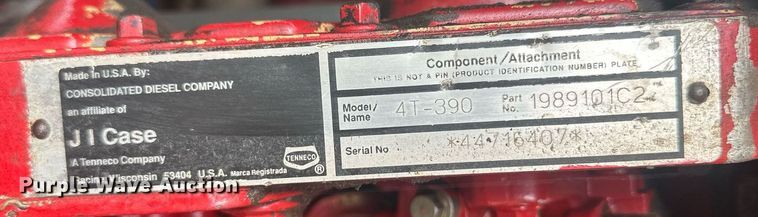 Made in U.S.A. By:
CONSOLIDATED DIESEL COMPANY
an affiliate of
J I Case
A Tenneco Company
Racine, Wisconsin 53404 U.S.A. Marca Registrada
TENNECO
®
Component/Attachment
THIS IS NOT A PIN (PRODUCT IDENTIFICATION NUMBER) PLATE
Model/Name 4T-390 Part No. 1989101C2
Serial No *44716407*
Purple Wave Auction